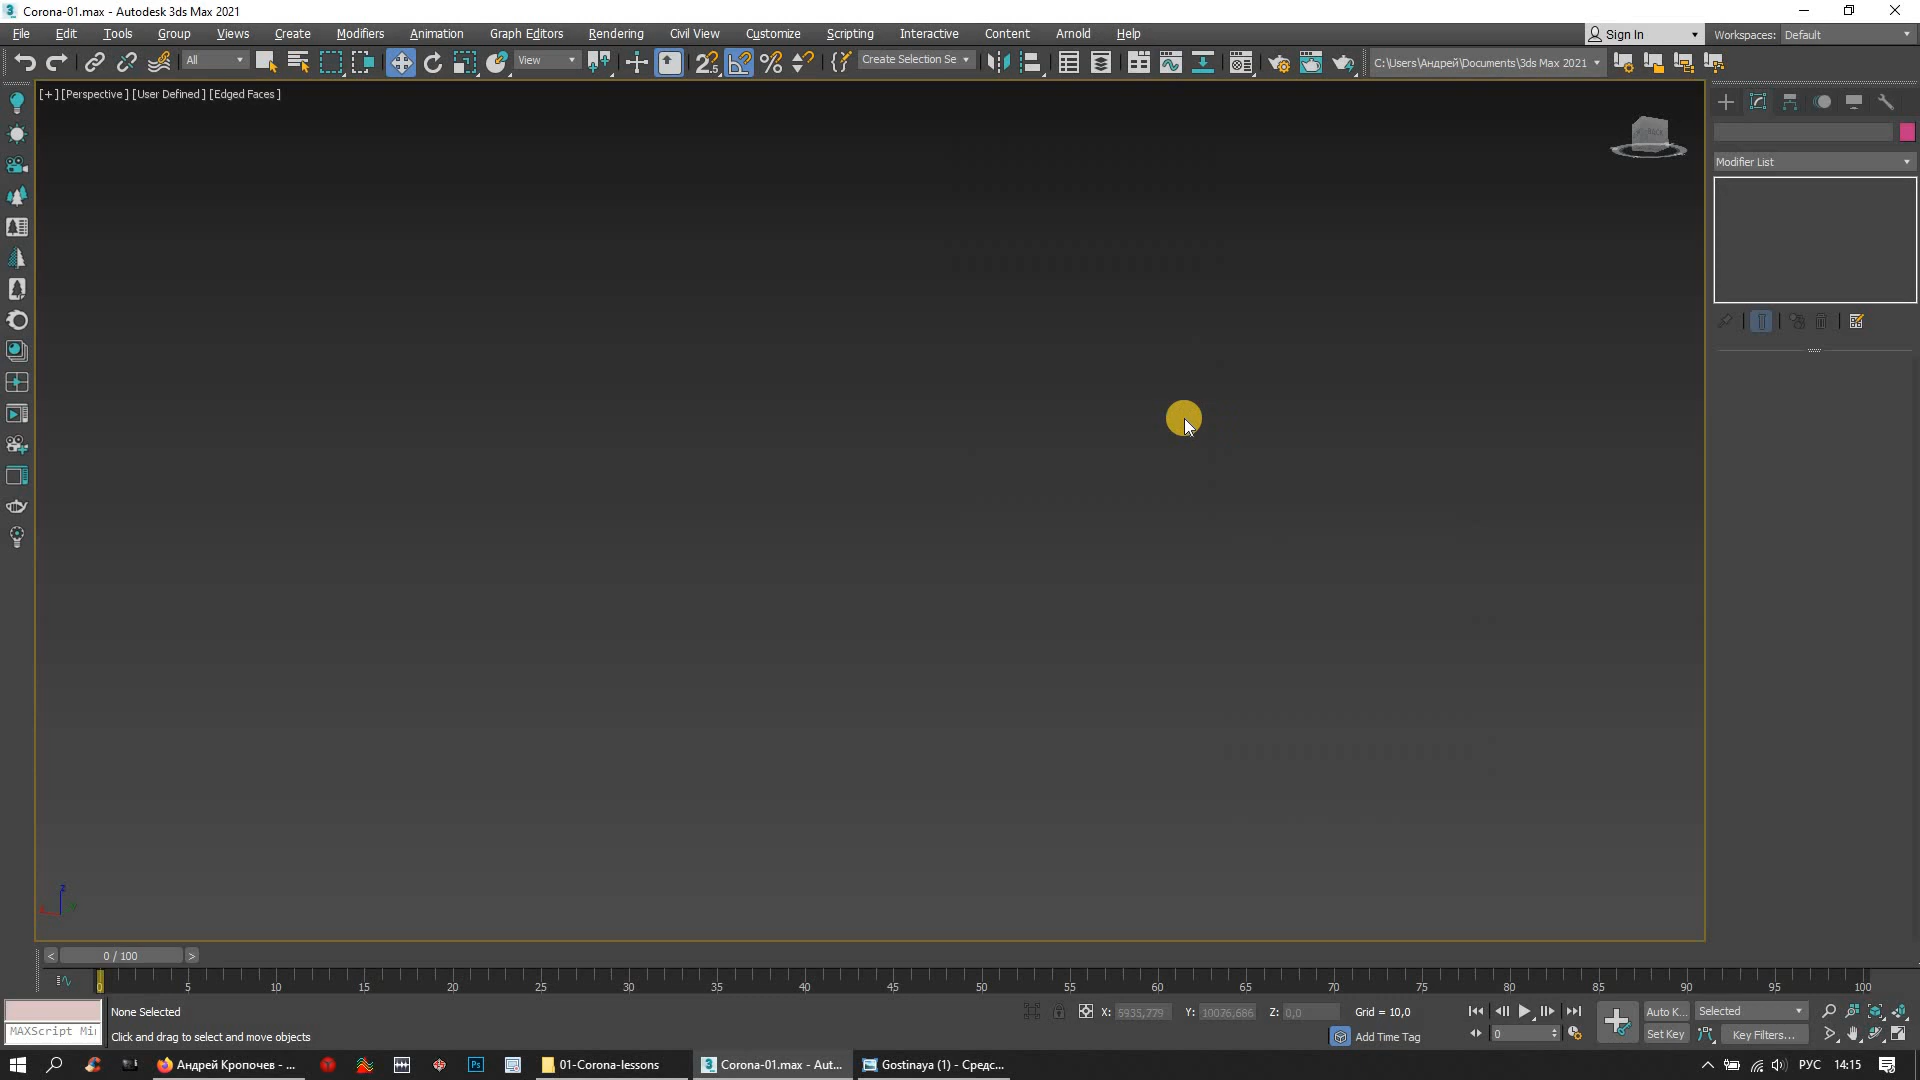 Corona-01.max - Autodesk 3ds Max 2021
File Edit Tools Group Views Create Modifiers Animation Graph Editors Rendering Civil View Customize Scripting Interactive Content Arnold Help
Sign In
Workspaces: Default
All
View
Create Selection Se
C:\Users\Андрей\Documents\3ds Max 2021
[+] [Perspective] [User Defined] [Edged Faces]
Modifier List
z
0 / 100
0 5 10 15 20 25 30 35 40 45 50 55 60 65 70 75 80 85 90 95 100
None Selected
X: 5935,779 Y: 10076,686 Z: 0,0 Grid = 10,0
Auto K... Selected
MAXScript Mi
Click and drag to select and move objects
Add Time Tag
0
Set Key
Key Filters...
Андрей Кропочев - ...
01-Corona-lessons
Corona-01.max - Aut...
Gostinaya (1) - Средс...
РУС 14:15